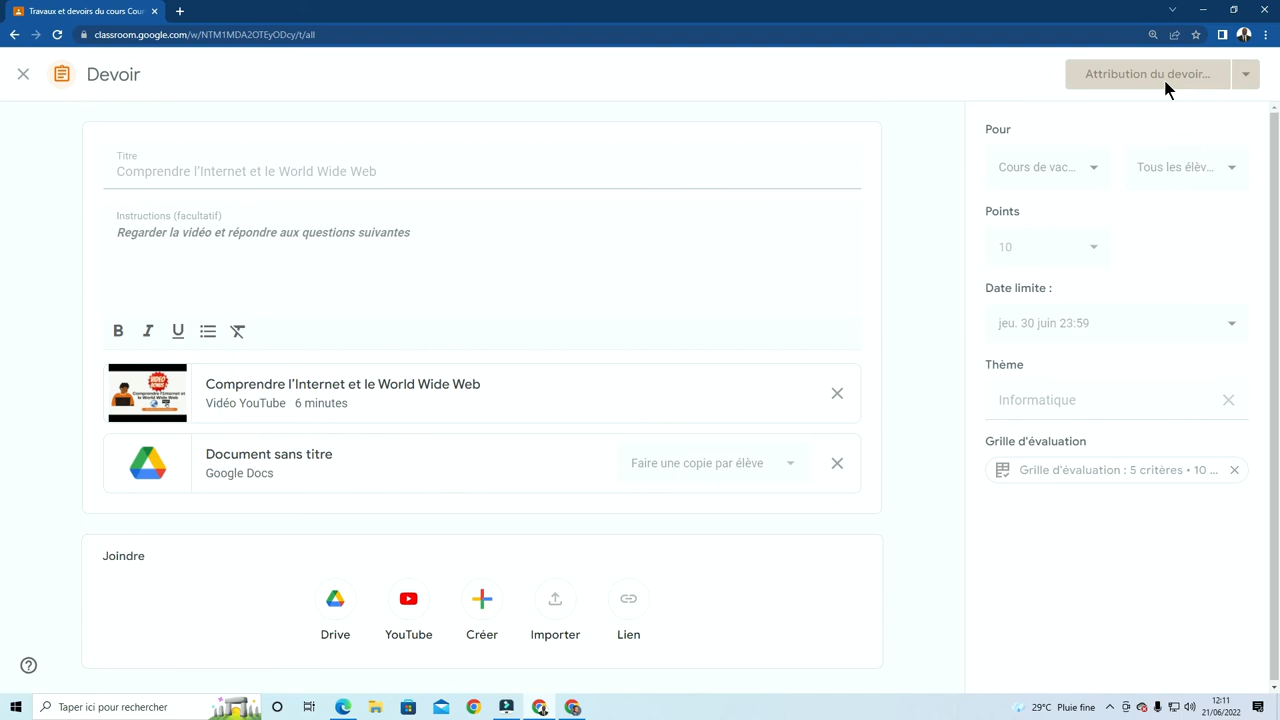 Travaux et devoirs du cours Cour
classroom.google.com/w/NTM1MDA2OTEyODcy/t/all
Devoir
Attribution du devoir...
Titre
Comprendre l'Internet et le World Wide Web
Instructions (facultatif)
Regarder la vidéo et répondre aux questions suivantes
B I U
Comprendre l'Internet et le World Wide Web
Vidéo YouTube 6 minutes
Document sans titre
Google Docs
Faire une copie par élève
Joindre
Drive
YouTube
Créer
Importer
Lien
Pour
Cours de vac...
Tous les élèv...
Points
10
Date limite :
jeu. 30 juin 23:59
Thème
Informatique
Grille d'évaluation
Grille d'évaluation : 5 critères • 10 ...
Taper ici pour rechercher
29°C Pluie fine
12:11
21/06/2022